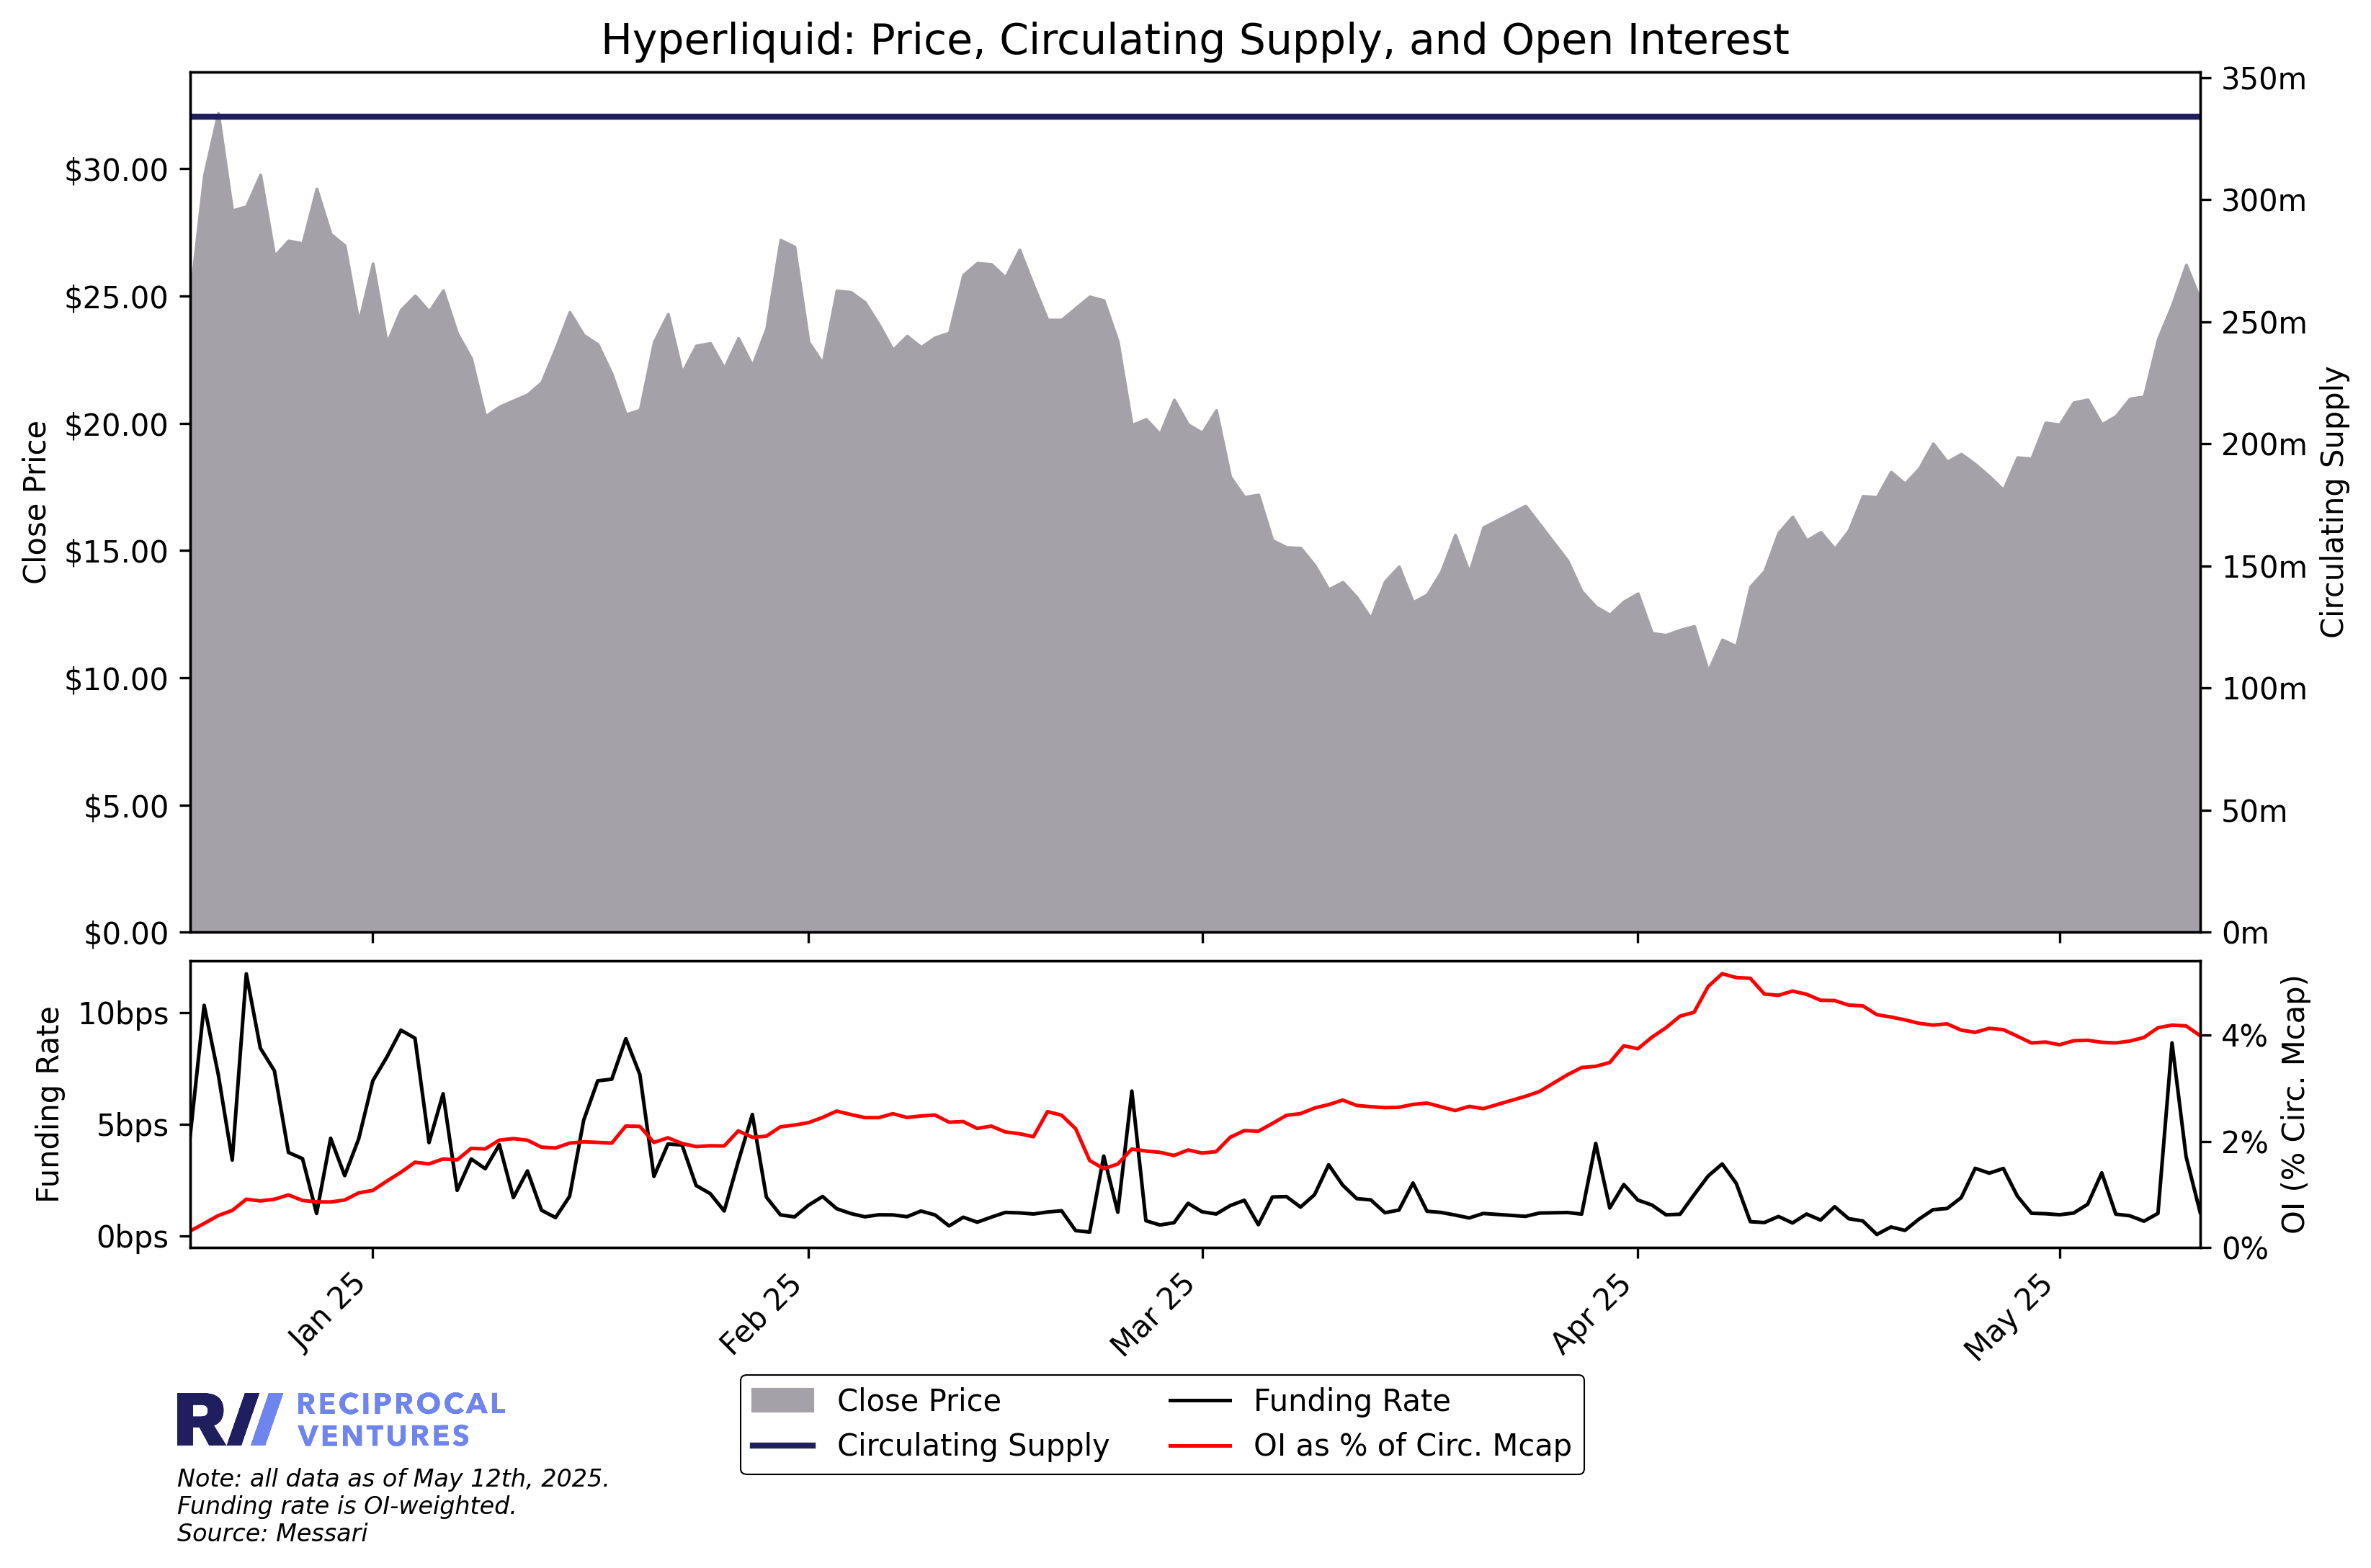 Hyperliquid: Price, Circulating Supply, and Open Interest
Close Price
$30.00
$25.00
$20.00
$15.00
$10.00
$5.00
$0.00
350m
300m
250m
200m
150m
100m
50m
0m
Circulating Supply
Funding Rate
10bps
5bps
0bps
4%
2%
0%
OI (% Circ. Mcap)
Jan 25
Feb 25
Mar 25
Apr 25
May 25
Close Price
Circulating Supply
Funding Rate
OI as % of Circ. Mcap
R
RECIPROCAL
VENTURES
Note: all data as of May 12th, 2025.
Funding rate is OI-weighted.
Source: Messari